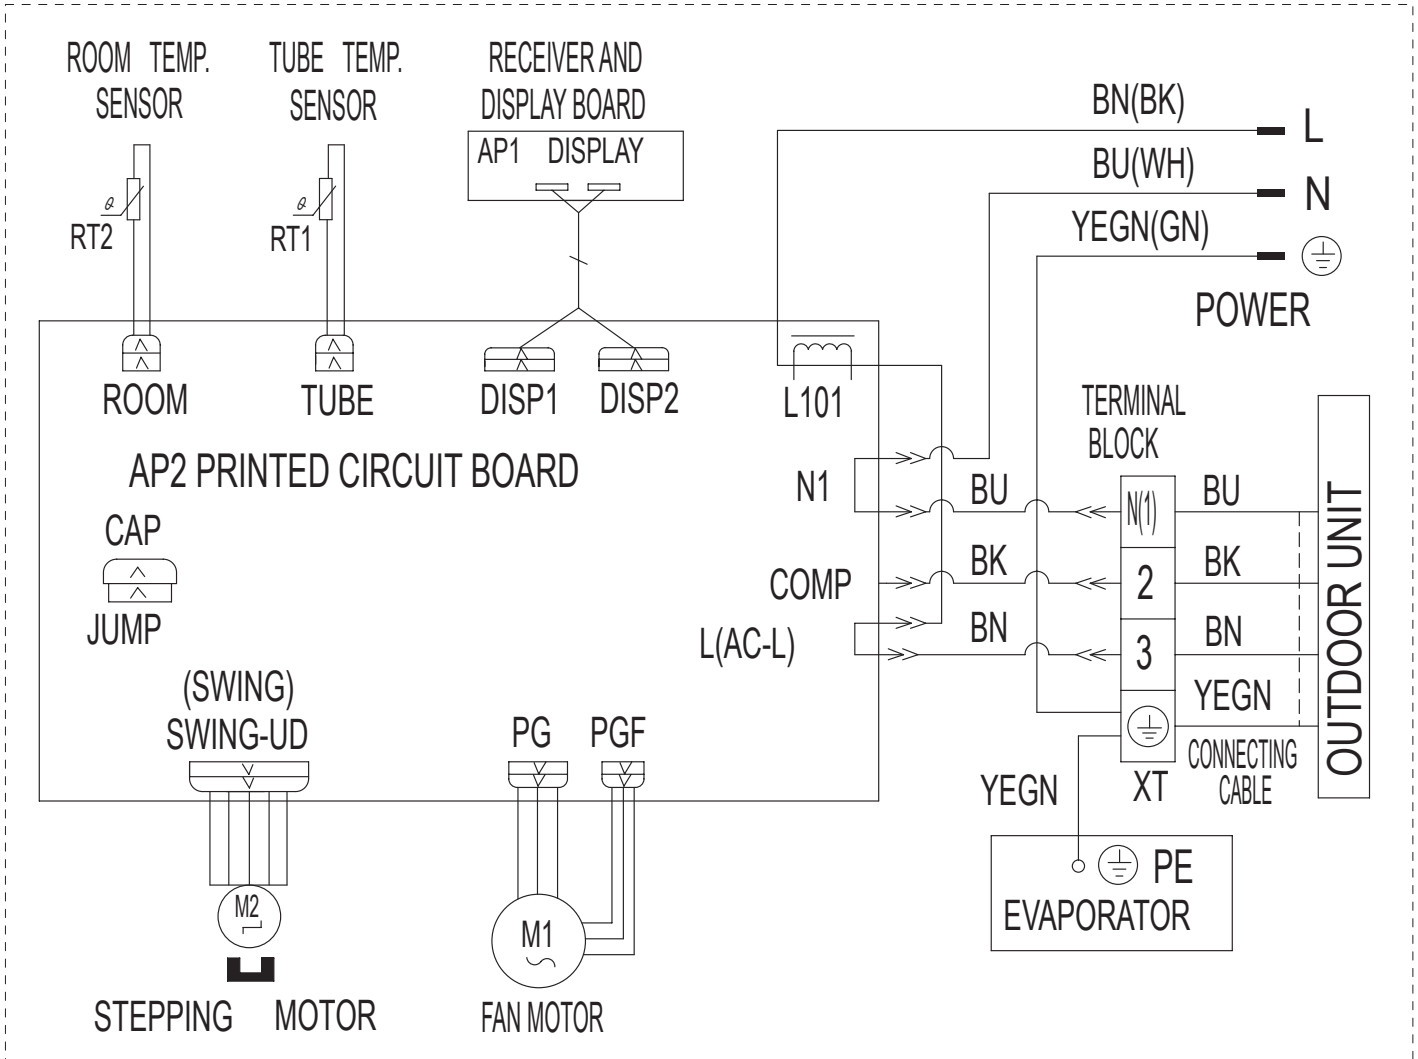 ROOM TEMP.
SENSOR
TUBE TEMP.
SENSOR
RECEIVER AND
DISPLAY BOARD
AP1 DISPLAY
BN(BK)
L
BU(WH)
N
YEGN(GN)
POWER
θ
RT2
θ
RT1
ROOM
TUBE
DISP1
DISP2
L101
AP2 PRINTED CIRCUIT BOARD
CAP
JUMP
N1
COMP
L(AC-L)
BU
BK
BN
TERMINAL
BLOCK
N(1)
2
3
XT
BU
BK
BN
YEGN
CONNECTING
CABLE
OUTDOOR UNIT
(SWING)
SWING-UD
PG
PGF
YEGN
PE
EVAPORATOR
M2
M1
STEPPING MOTOR
FAN MOTOR